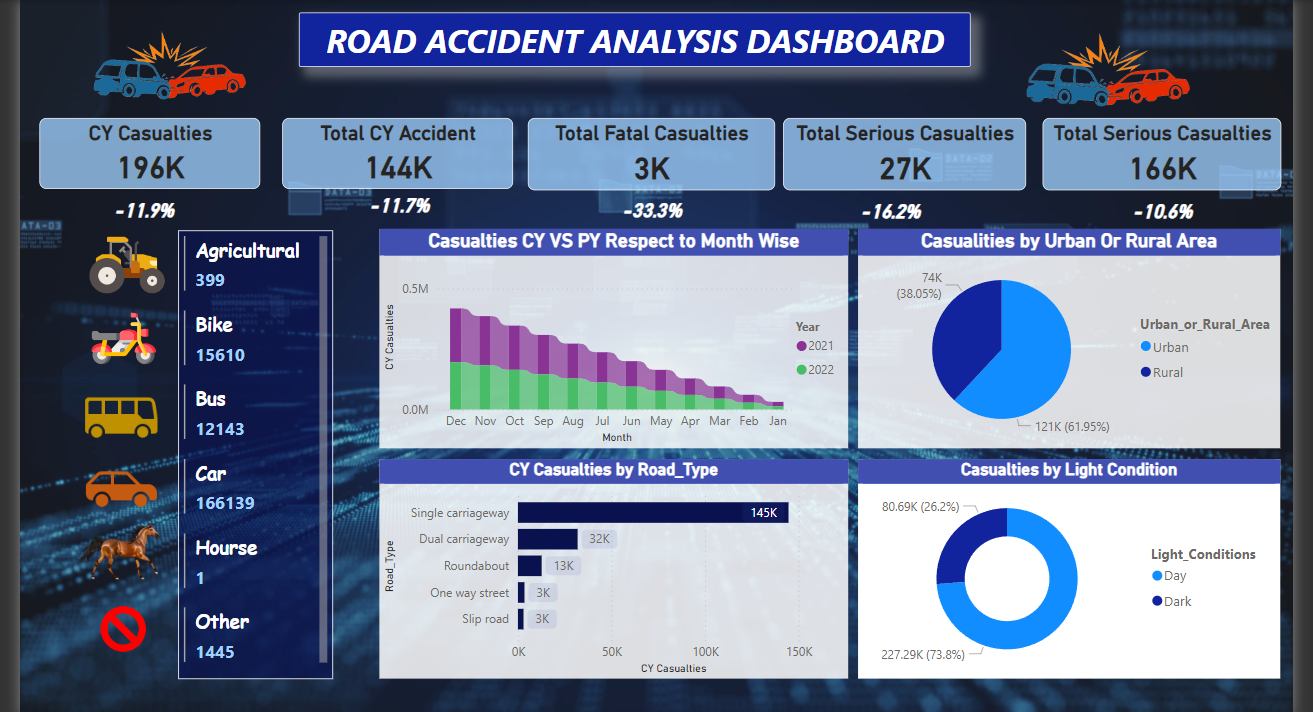 ROAD ACCIDENT ANALYSIS DASHBOARD
CY Casualties
196K
-11.9%
Total CY Accident
144K
-11.7%
Total Fatal Casualties
3K
-33.3%
Total Serious Casualties
27K
-16.2%
Total Serious Casualties
166K
-10.6%
DATA-02
DATA-03
DATA-03
Agricultural
399
Bike
15610
Bus
12143
Car
166139
Hourse
1
Other
1445
Casualties CY VS PY Respect to Month Wise
CY Casualties
0.5M
0.0M
Dec Nov Oct Sep Aug Jul Jun May Apr Mar Feb Jan
Month
Year
2021
2022
Casualities by Urban Or Rural Area
74K
(38.05%)
121K (61.95%)
Urban_or_Rural_Area
Urban
Rural
CY Casualties by Road_Type
Road_Type
Single carriageway 145K
Dual carriageway 32K
Roundabout 13K
One way street 3K
Slip road 3K
0K 50K 100K 150K
CY Casualties
Casualties by Light Condition
80.69K (26.2%)
227.29K (73.8%)
Light_Conditions
Day
Dark